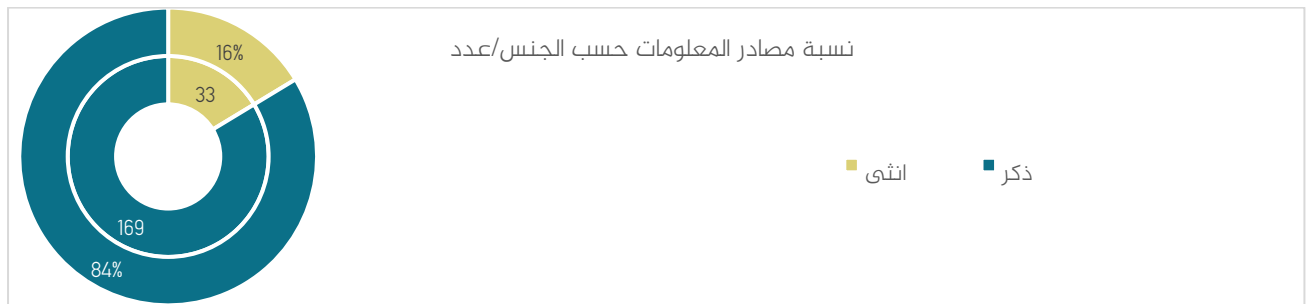 نسبة مصادر المعلومات حسب الجنس/عدد
16%
33
ذكر
انثى
169
84%